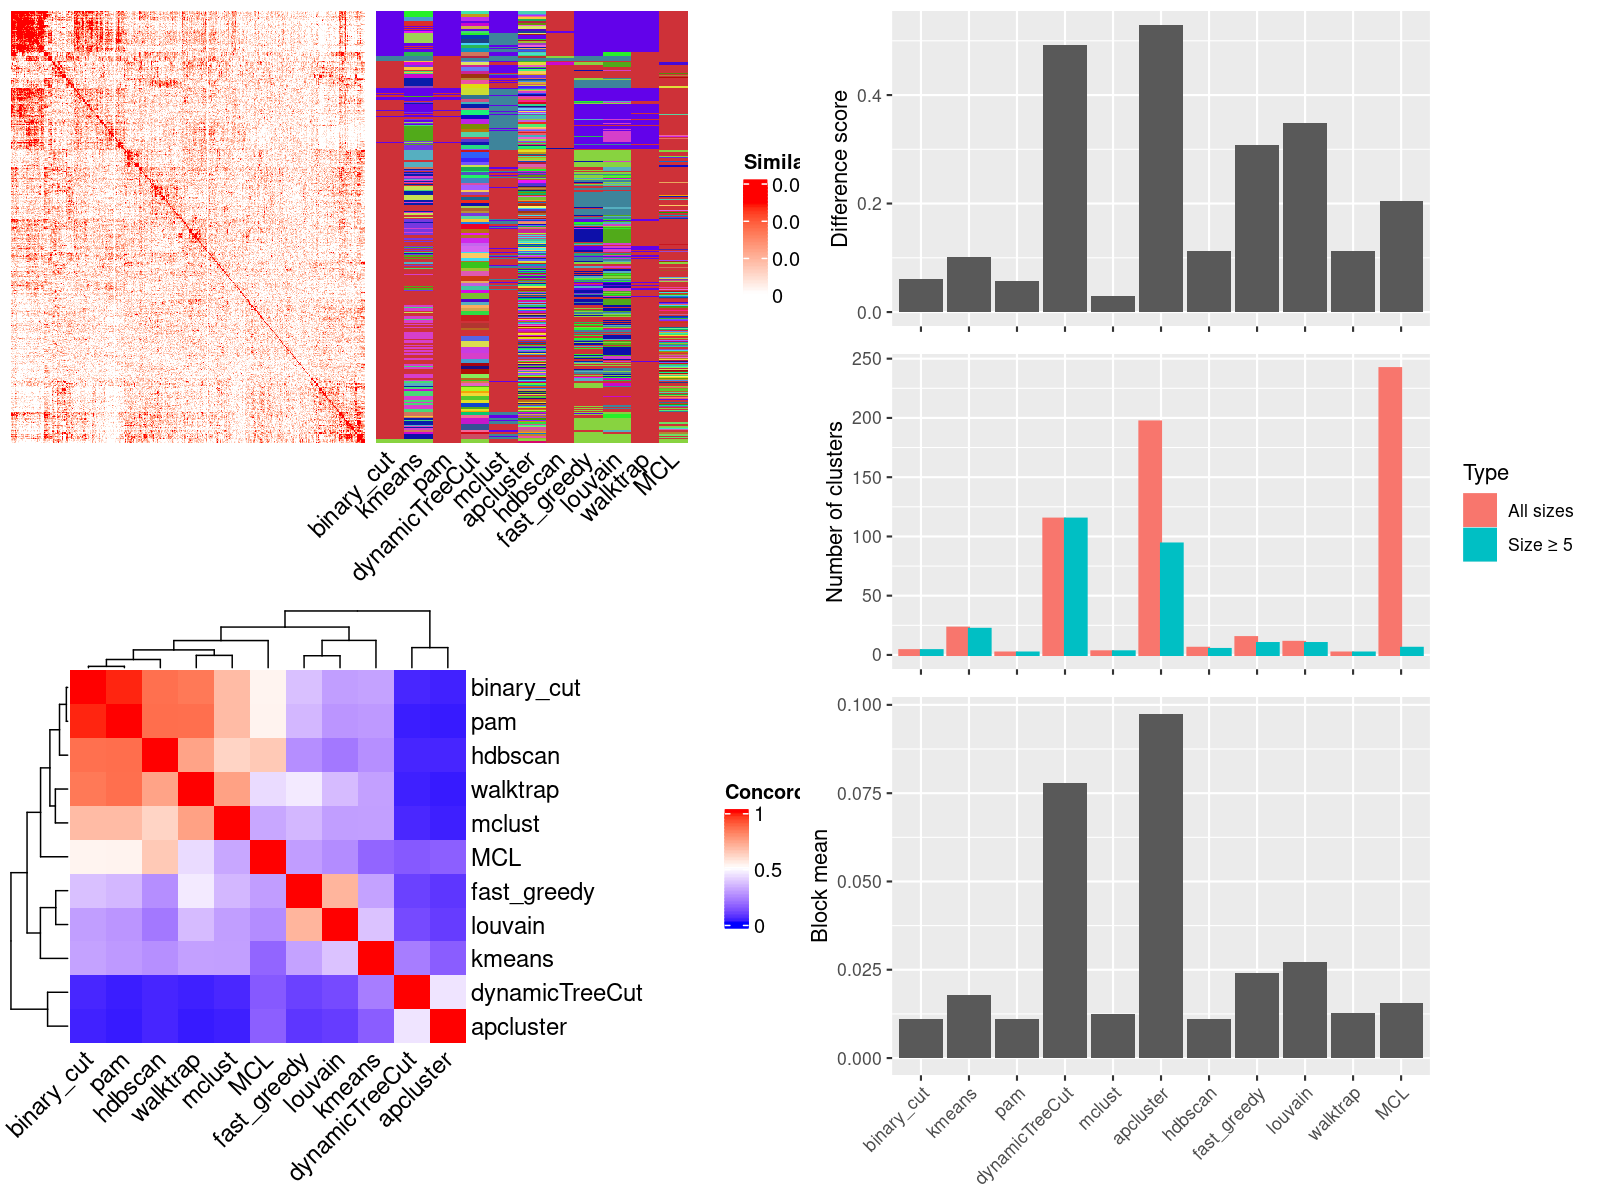 Simila
0.0
0.0
0.0
0
binary_cut
kmeans
pam
dynamicTreeCut
mclust
apcluster
hdbscan
fast_greedy
louvain
walktrap
MCL
binary_cut
pam
hdbscan
walktrap
mclust
MCL
fast_greedy
louvain
kmeans
dynamicTreeCut
apcluster
binary_cut
pam
hdbscan
walktrap
mclust
MCL
fast_greedy
louvain
kmeans
dynamicTreeCut
apcluster
Concord
1
0.5
0
Difference score
0.4
0.2
0.0
Number of clusters
250
200
150
100
50
0
Type
All sizes
Size ≥ 5
Block mean
0.100
0.075
0.050
0.025
0.000
binary_cut
kmeans
pam
dynamicTreeCut
mclust
apcluster
hdbscan
fast_greedy
louvain
walktrap
MCL